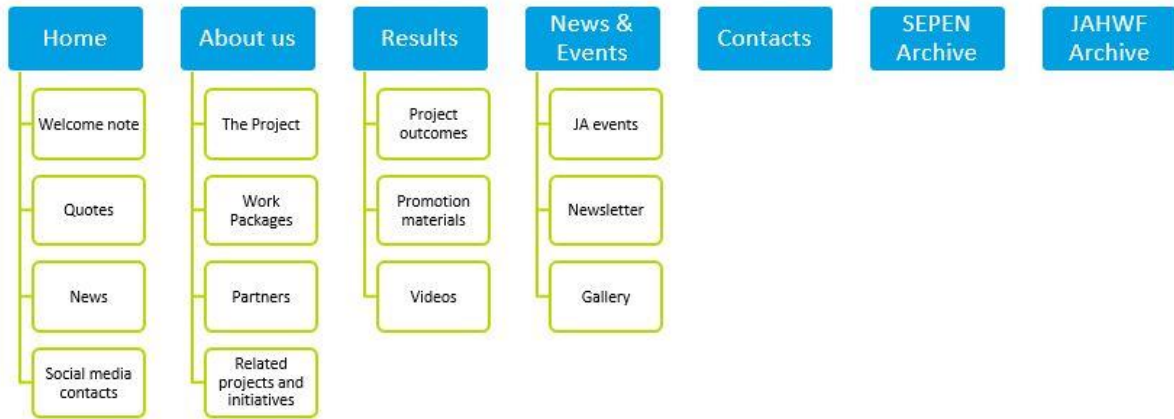 Home
Welcome note
Quotes
News
Social media
contacts
About us
The Project
Work
Packages
Partners
Related
projects and
initiatives
Results
Project
outcomes
Promotion
materials
Videos
News &
Events
JA events
Newsletter
Gallery
Contacts
SEPEN
Archive
JAHWF
Archive